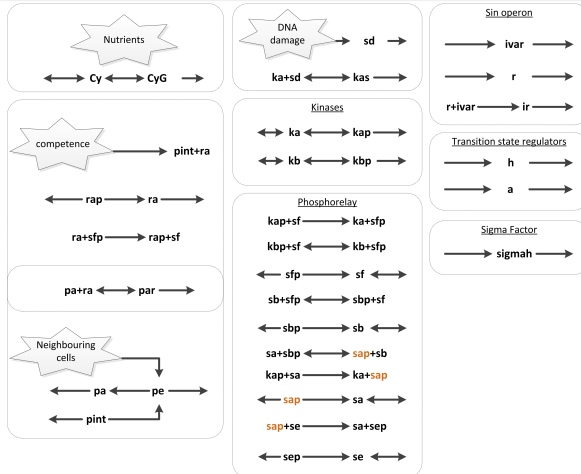 Nutrients
Cy CyG
competence
pint+ra
rap ra
ra+sfp rap+sf
pa+ra par
Neighbouring
cells
pa pe
pint
DNA
damage
sd
ka+sd kas
Kinases
ka kap
kb kbp
Phosphorelay
kap+sf ka+sfp
kbp+sf kb+sfp
sfp sf
sb+sfp sbp+sf
sbp sb
sa+sbp sap+sb
kap+sa ka+sap
sap sa
sap+se sa+sep
sep se
Sin operon
ivar
r
r+ivar ir
Transition state regulators
h
a
Sigma Factor
sigmah